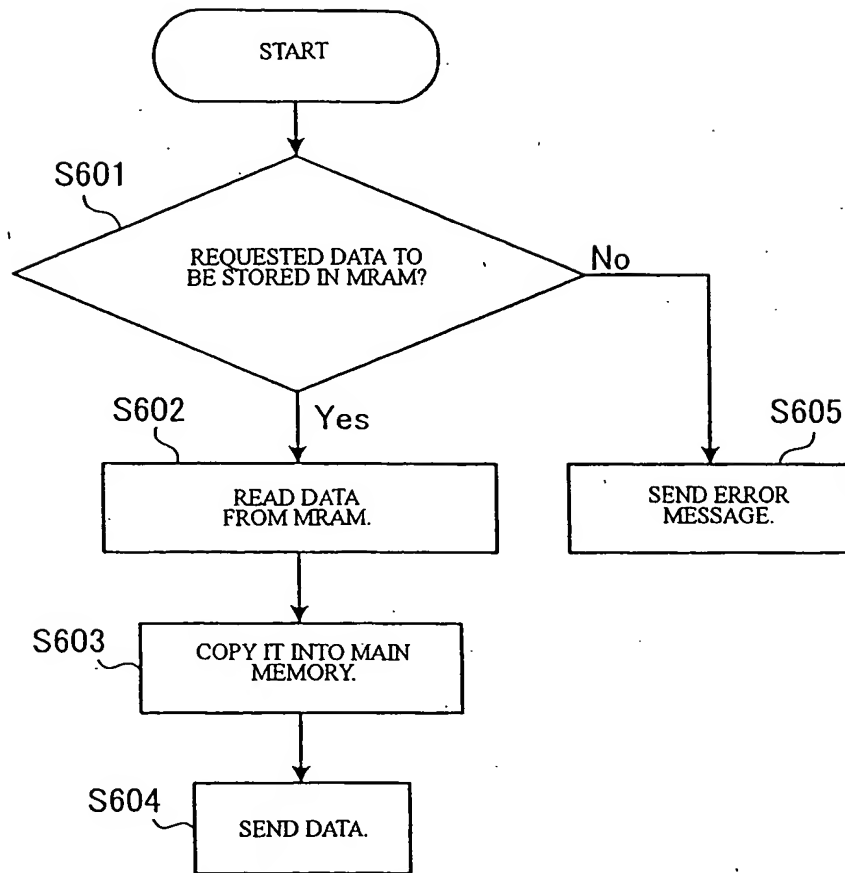 START
S601
REQUESTED DATA TO
BE STORED IN MRAM?
No
Yes
S602
READ DATA
FROM MRAM.
S605
SEND ERROR
MESSAGE.
S603
COPY IT INTO MAIN
MEMORY.
S604
SEND DATA.